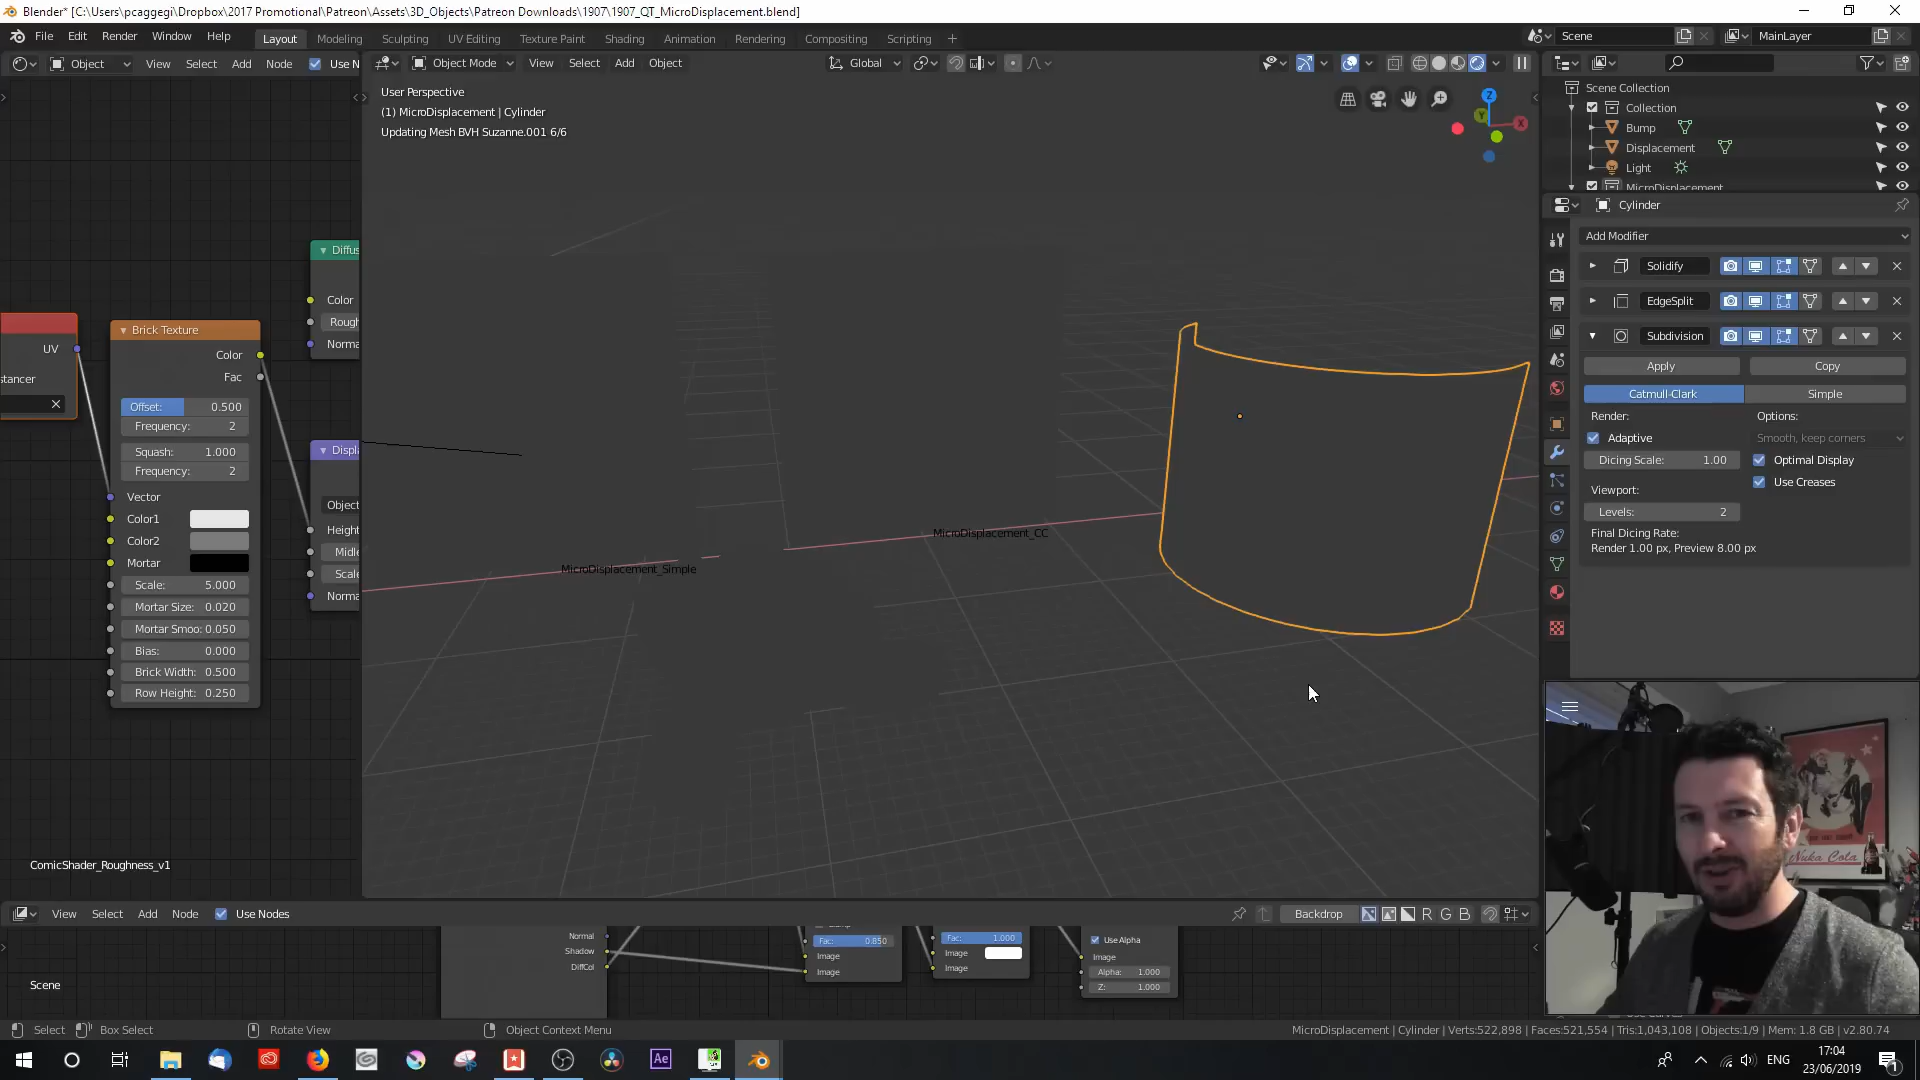 Blender* [C:\Users\pcaggegi\Dropbox\2017 Promotional\Patreon\Assets\3D_Objects\Patreon Downloads\1907\1907_QT_MicroDisplacement.blend]
File Edit Render Window Help Layout Modeling Sculpting UV Editing Texture Paint Shading Animation Rendering Compositing Scripting + Scene MainLayer
Object View Select Add Node Use N
Object Mode View Select Add Object Global
User Perspective
(1) MicroDisplacement | Cylinder
Updating Mesh BVH Suzanne.001 6/6
Z
Y
X
MicroDisplacement_CC
MicroDisplacement_Simple
UV
stancer
Brick Texture
Color
Fac
Offset: 0.500
Frequency: 2
Squash: 1.000
Frequency: 2
Vector
Color1
Color2
Mortar
Scale: 5.000
Mortar Size: 0.020
Mortar Smoo: 0.050
Bias: 0.000
Brick Width: 0.500
Row Height: 0.250
Diffus
Color
Rough
Norma
Displa
Object
Height
Midle
Scale
Norma
ComicShader_Roughness_v1
Scene Collection
Collection
Bump
Displacement
Light
MicroDisplacement
Cylinder
Add Modifier
Solidify
EdgeSplit
Subdivision
Apply Copy
Catmull-Clark Simple
Render: Options:
Adaptive Smooth, keep corners
Dicing Scale: 1.00 Optimal Display
Use Creases
Viewport:
Levels: 2
Final Dicing Rate:
Render 1.00 px, Preview 8.00 px
Nuka Cola
View Select Add Node Use Nodes Backdrop R G B
Normal
Shadow
DiffCol
Fac: 0.850
Image
Image
Fac: 1.000
Image
Image
Use Alpha
Image
Alpha: 1.000
Z: 1.000
Scene
Select Box Select Rotate View Object Context Menu
MicroDisplacement | Cylinder | Verts:522,898 | Faces:521,554 | Tris:1,043,108 | Objects:1/9 | Mem: 1.8 GB | v2.80.74
Ae
ENG
17:04
23/06/2019
1